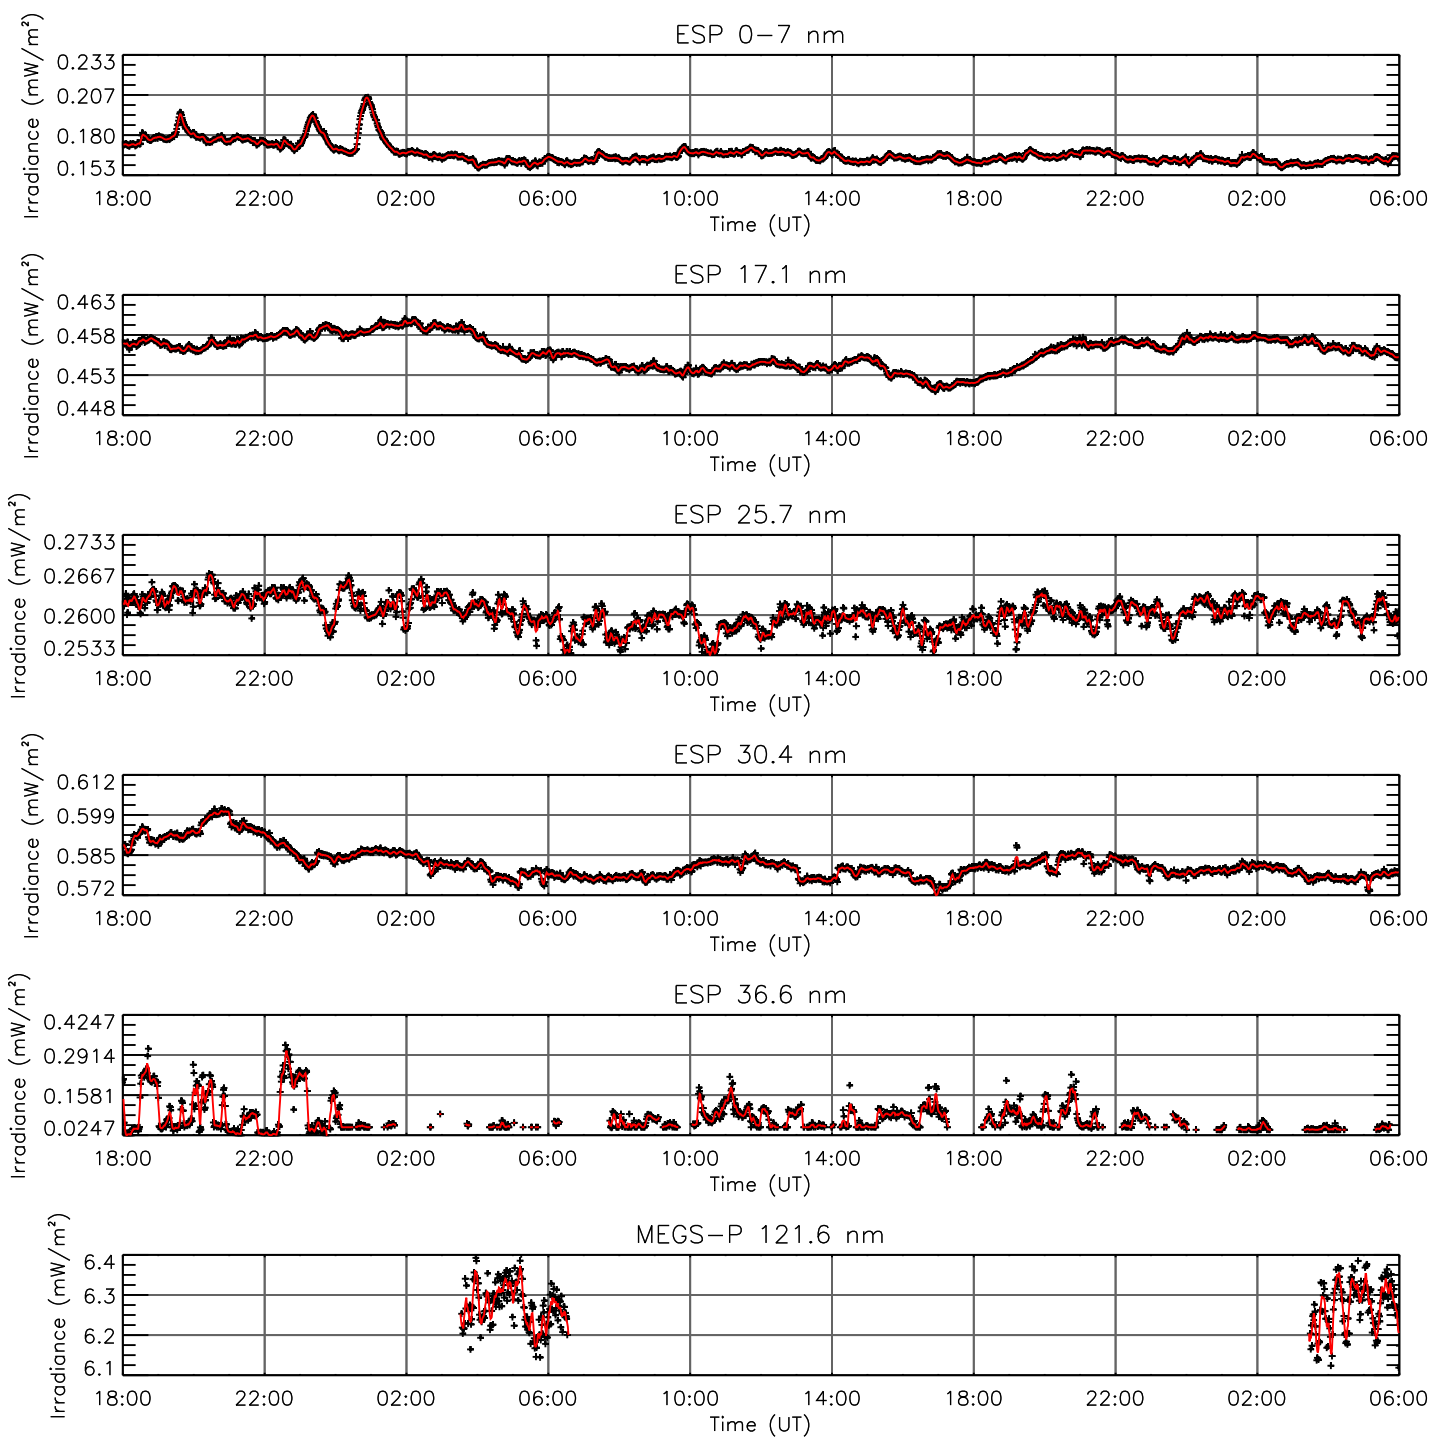 ESP 0-7 nm
Irradiance (mW/m²)
0.233
0.207
0.180
0.153
18:00 22:00 02:00 06:00 10:00 14:00 18:00 22:00 02:00 06:00
Time (UT)
ESP 17.1 nm
Irradiance (mW/m²)
0.463
0.458
0.453
0.448
18:00 22:00 02:00 06:00 10:00 14:00 18:00 22:00 02:00 06:00
Time (UT)
ESP 25.7 nm
Irradiance (mW/m²)
0.2733
0.2667
0.2600
0.2533
18:00 22:00 02:00 06:00 10:00 14:00 18:00 22:00 02:00 06:00
Time (UT)
ESP 30.4 nm
Irradiance (mW/m²)
0.612
0.599
0.585
0.572
18:00 22:00 02:00 06:00 10:00 14:00 18:00 22:00 02:00 06:00
Time (UT)
ESP 36.6 nm
Irradiance (mW/m²)
0.4247
0.2914
0.1581
0.0247
18:00 22:00 02:00 06:00 10:00 14:00 18:00 22:00 02:00 06:00
Time (UT)
MEGS-P 121.6 nm
Irradiance (mW/m²)
6.4
6.3
6.2
6.1
18:00 22:00 02:00 06:00 10:00 14:00 18:00 22:00 02:00 06:00
Time (UT)